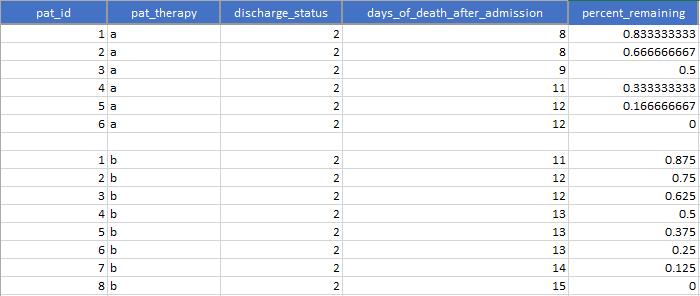 pat_id pat_therapy discharge_status days_of_death_after_admission percent_remaining
1 a 2 8 0.833333333
2 a 2 8 0.666666667
3 a 2 9 0.5
4 a 2 11 0.333333333
5 a 2 12 0.166666667
6 a 2 12 0
1 b 2 11 0.875
2 b 2 12 0.75
3 b 2 12 0.625
4 b 2 13 0.5
5 b 2 13 0.375
6 b 2 13 0.25
7 b 2 14 0.125
8 b 2 15 0